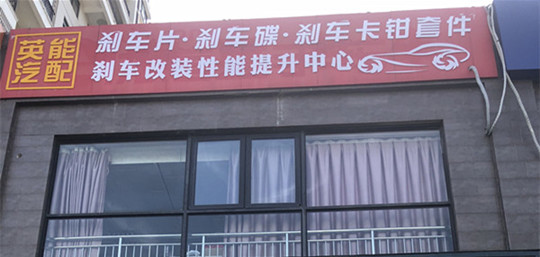 英能
汽配
刹车片·刹车碟·刹车卡钳套件
刹车改装性能提升中心